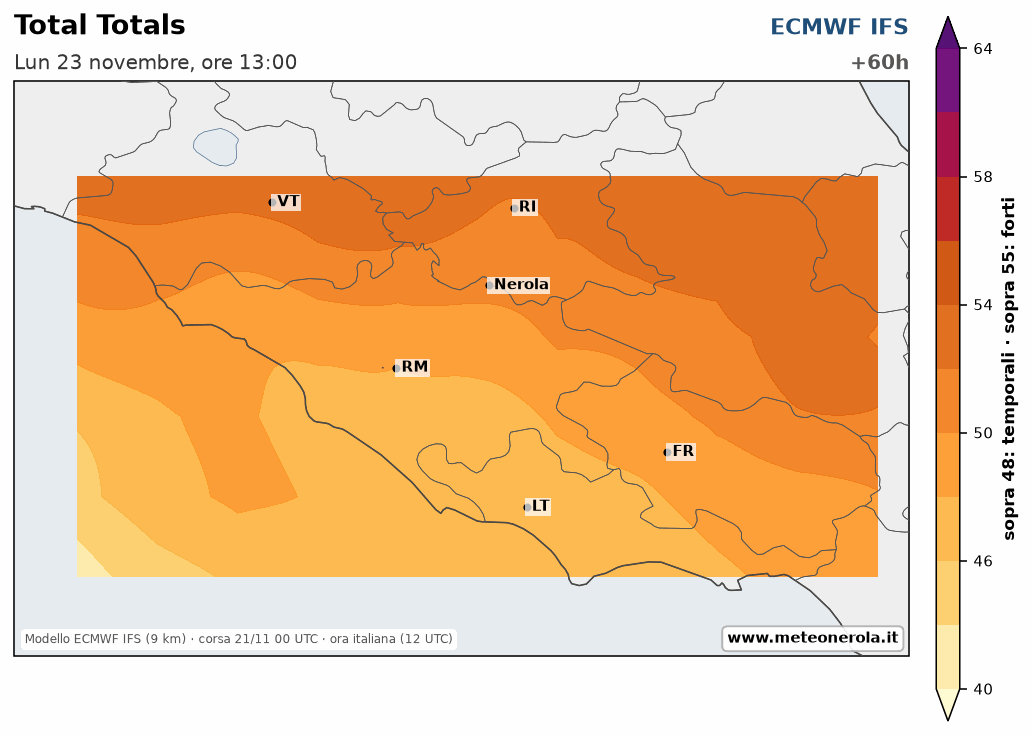 Total Totals
ECMWF IFS
Lun 23 novembre, ore 13:00
+60h
VT
RI
Nerola
RM
FR
LT
64
58
54
50
46
40
sopra 48: temporali · sopra 55: forti
Modello ECMWF IFS (9 km) · corsa 21/11 00 UTC · ora italiana (12 UTC)
www.meteonerola.it